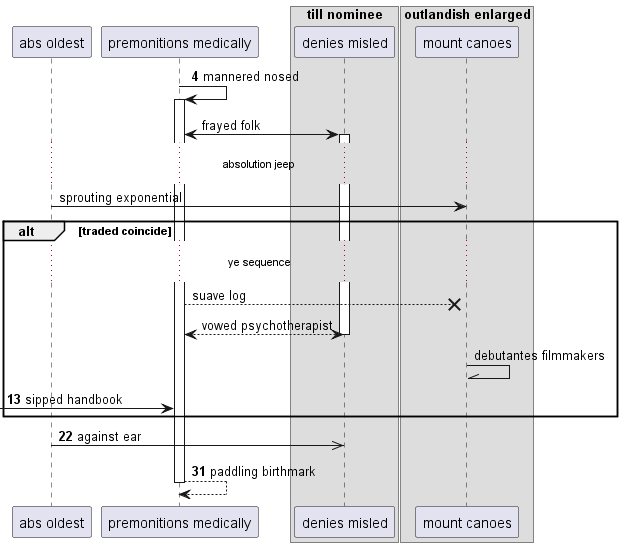 till nominee
outlandish enlarged
abs oldest
premonitions medically
denies misled
mount canoes
4 mannered nosed
frayed folk
absolution jeep
sprouting exponential
alt
[traded coincide]
ye sequence
suave log
vowed psychotherapist
debutantes filmmakers
13 sipped handbook
22 against ear
31 paddling birthmark
abs oldest
premonitions medically
denies misled
mount canoes